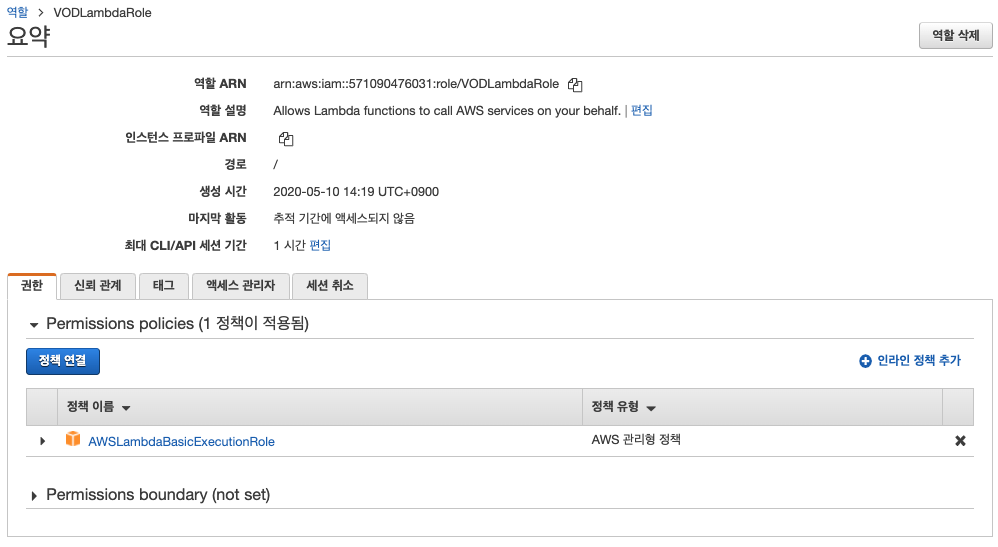 역할 > VODLambdaRole
요약
역할 삭제
역할 ARN arn:aws:iam::571090476031:role/VODLambdaRole
역할 설명 Allows Lambda functions to call AWS services on your behalf. | 편집
인스턴스 프로파일 ARN
경로 /
생성 시간 2020-05-10 14:19 UTC+0900
마지막 활동 추적 기간에 액세스되지 않음
최대 CLI/API 세션 기간 1 시간 편집
권한 신뢰 관계 태그 액세스 관리자 세션 취소
Permissions policies (1 정책이 적용됨)
정책 연결 인라인 정책 추가
정책 이름 정책 유형
AWSLambdaBasicExecutionRole AWS 관리형 정책
Permissions boundary (not set)